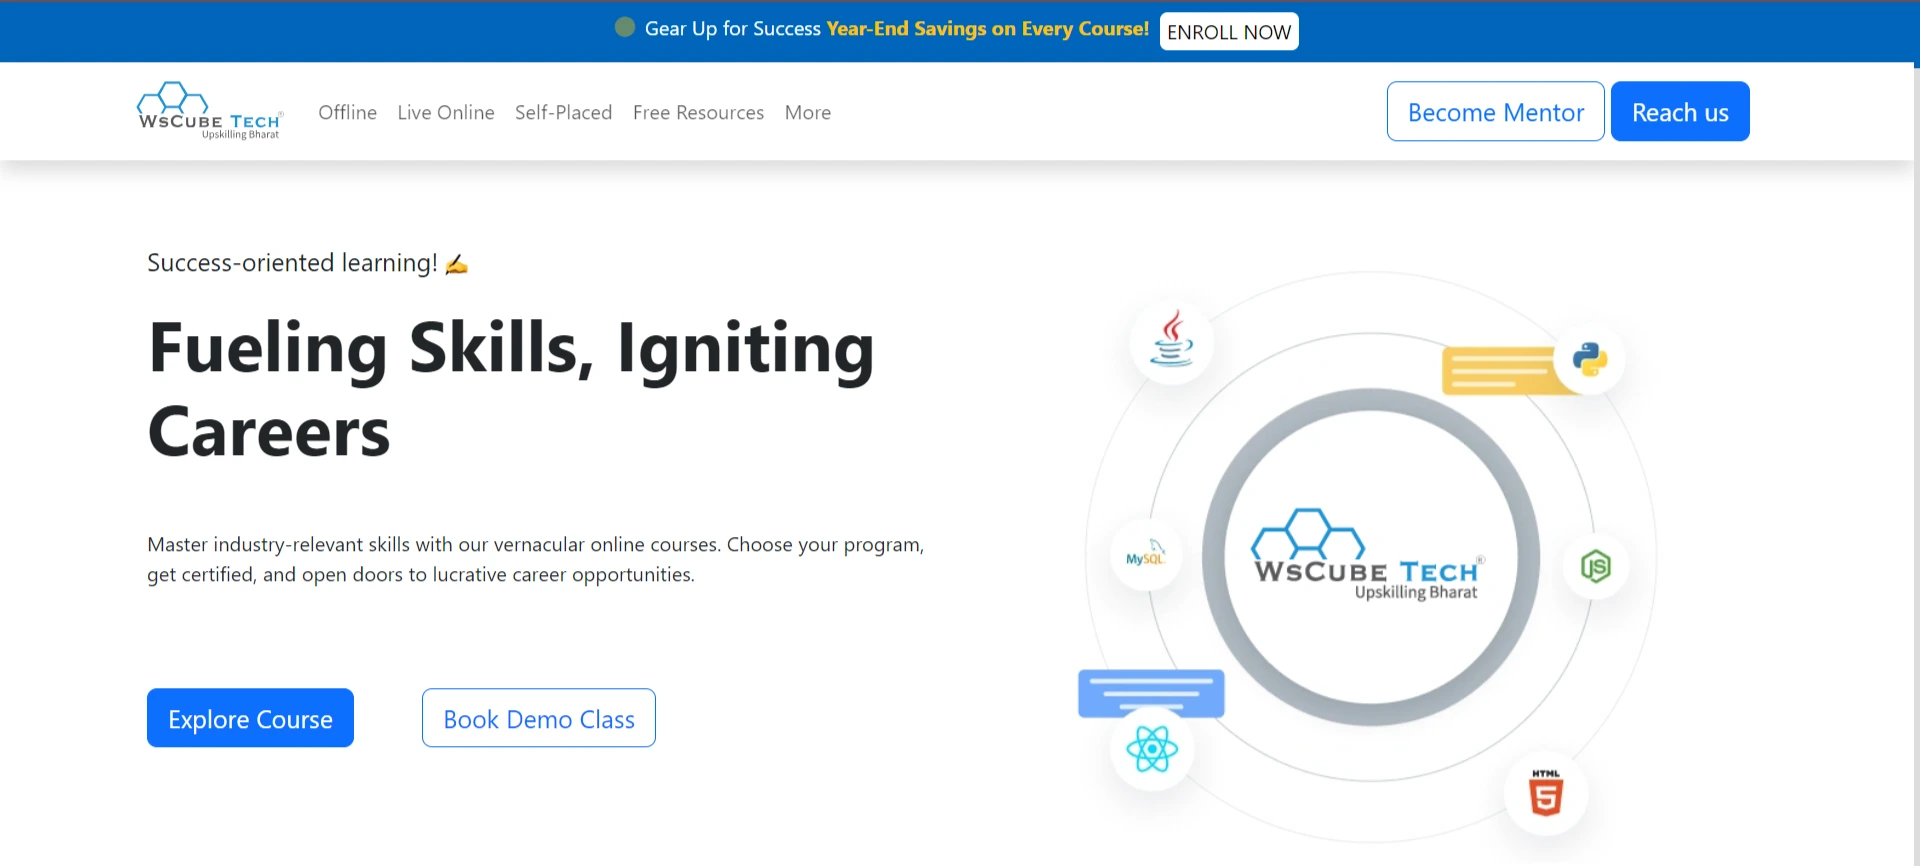 Gear Up for Success Year-End Savings on Every Course! ENROLL NOW
WSCUBE TECH®
Upskilling Bharat
Offline Live Online Self-Placed Free Resources More
Become Mentor Reach us
Success-oriented learning! ✍️
Fueling Skills, Igniting
Careers
Master industry-relevant skills with our vernacular online courses. Choose your program,
get certified, and open doors to lucrative career opportunities.
Explore Course Book Demo Class
MySQL
WSCUBE TECH®
Upskilling Bharat
JS
HTML
5